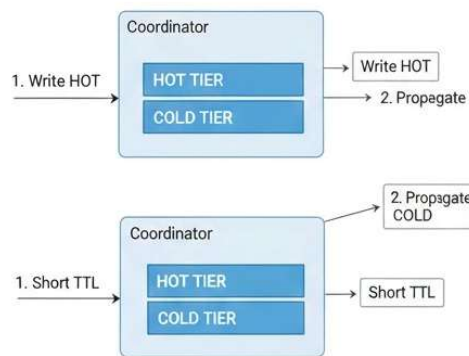 Coordinator
1. Write HOT
HOT TIER
COLD TIER
Write HOT
2. Propegate
2. Propagate
COLD
Coordinator
1. Short TTL
HOT TIER
COLD TIER
Short TTL